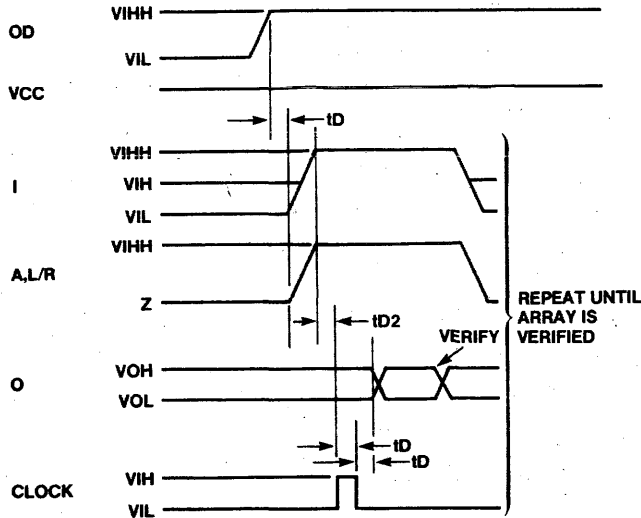 VIHH
OD
VIL
VCC
tD
VIHH
I
VIH
VIL
VIHH
A,L/R
Z
tD2
REPEAT UNTIL
ARRAY IS
VERIFIED
VERIFY
VOH
O
VOL
tD
tD
VIH
CLOCK
VIL